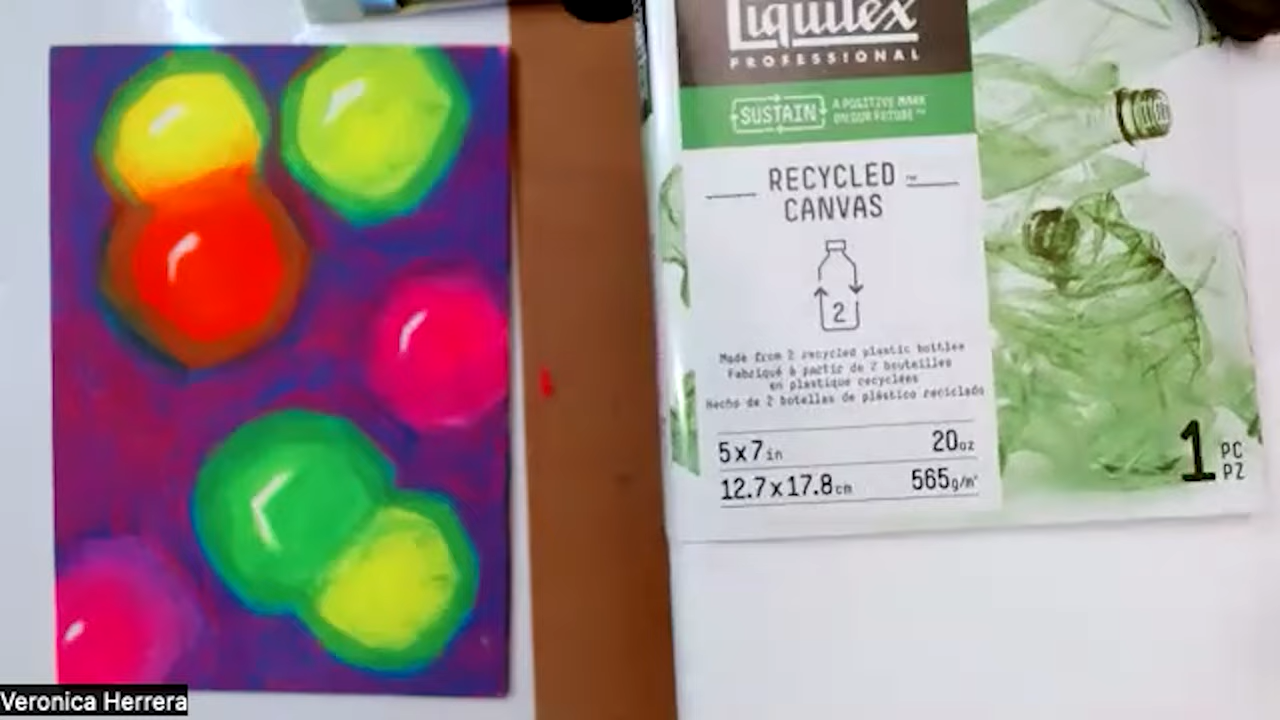 Liquitex
PROFESSIONAL
SUSTAIN
A POSITIVE MARK
ON OUR FUTURE™
RECYCLED™
CANVAS
2
Made from 2 recycled plastic bottles
Fabriqué à partir de 2 bouteilles
en plastique recyclées
Hecho de 2 botellas de plástico reciclado
5x7in 20oz
12.7x17.8cm 565g/m²
1 PC
PZ
Veronica Herrera